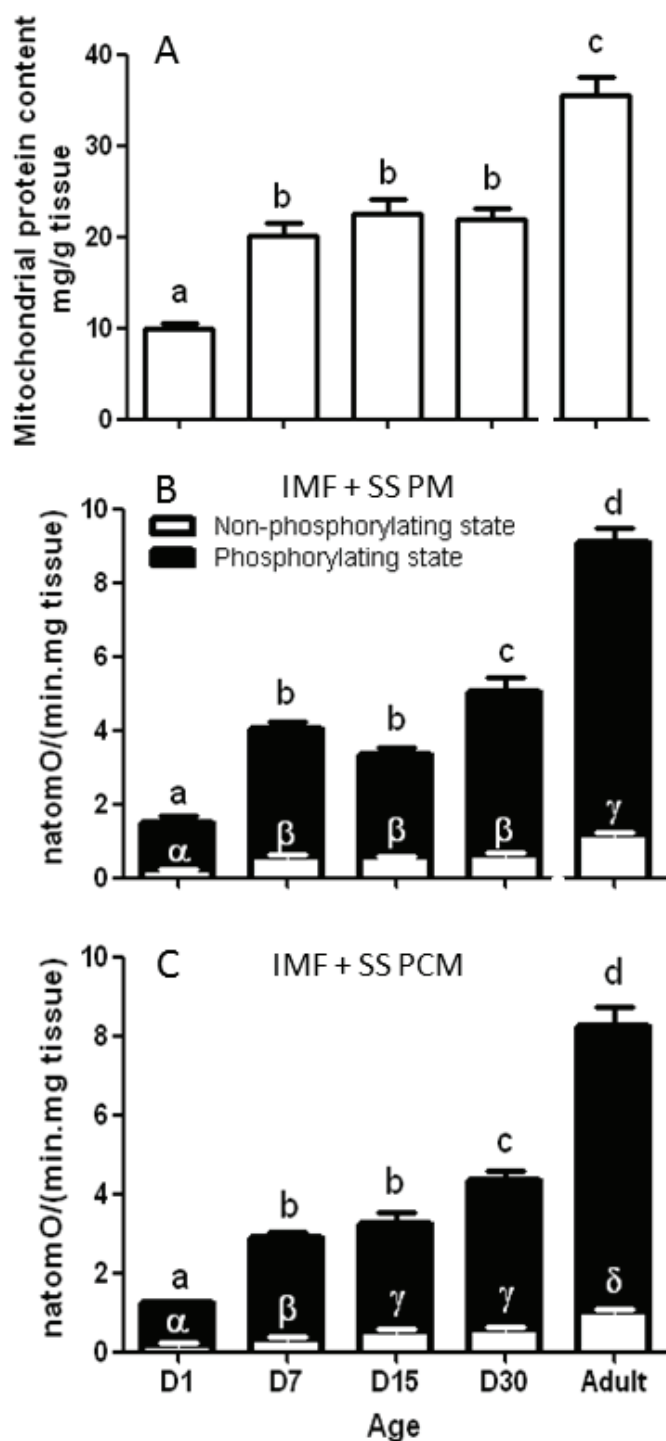 A
Mitochondrial protein content
mg/g tissue
40
30
20
10
0
a
b
b
b
c
B
IMF + SS PM
Non-phosphorylating state
Phosphorylating state
natomO/(min.mg tissue)
10
8
6
4
2
0
a
b
b
c
d
α
β
β
β
γ
C
IMF + SS PCM
natomO/(min.mg tissue)
10
8
6
4
2
0
a
b
b
c
d
α
β
γ
γ
δ
D1 D7 D15 D30 Adult
Age